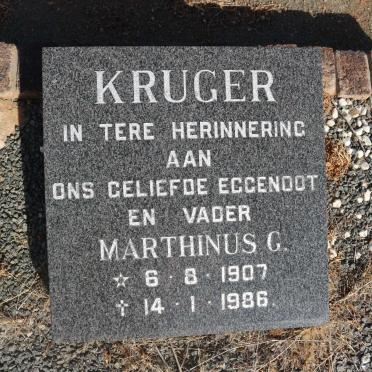 KRUGER
IN TERE HERINNERING
AAN
ONS GELIEFDE EGGENOOT
EN VADER
MARTHINUS G.
☆ 6·8·1907
✝ 14·1·1986.